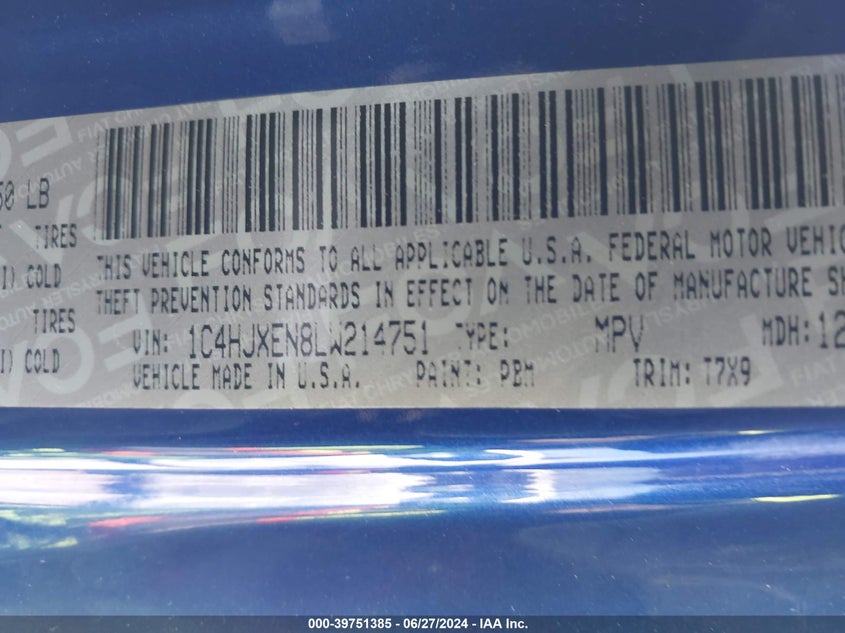 50 LB
TIRES
I) COLD
TIRES
I) COLD
THIS VEHICLE CONFORMS TO ALL APPLICABLE U.S.A. FEDERAL MOTOR VEHIC
THEFT PREVENTION STANDARDS IN EFFECT ON THE DATE OF MANUFACTURE SH
VIN: 1C4HJXEN8LW214751 TYPE: MPV MDH: 12
VEHICLE MADE IN U.S.A. PAINT: PBM TRIM: T7X9
000-39751385 - 06/27/2024 - IAA, Inc.